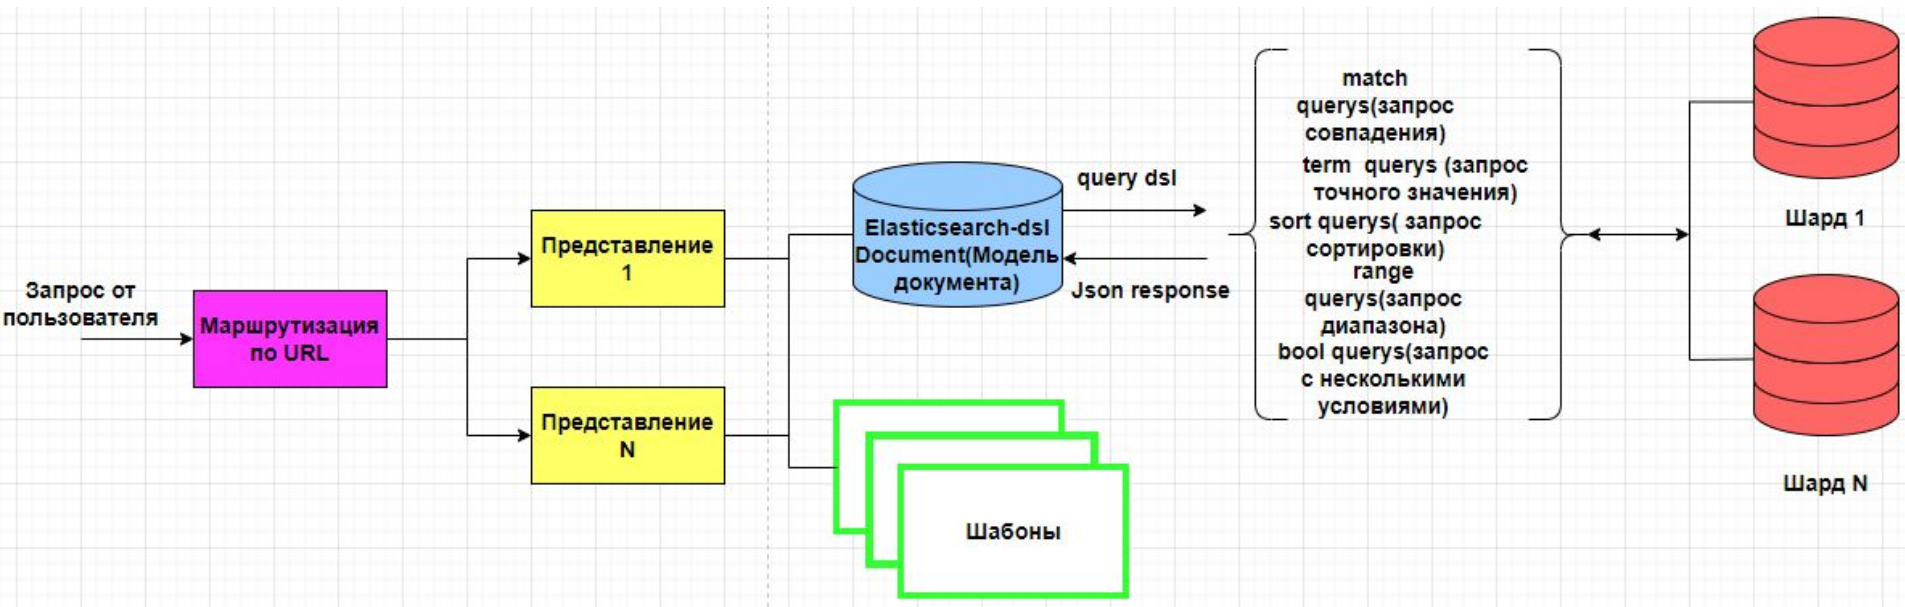 Запрос от
пользователя
Маршрутизация
по URL
Представление
1
Представление
N
Elasticsearch-dsl
Document(Модель
документа)
Шабоны
query dsl
Json response
match
querys(запрос
совпадения)
term querys (запрос
точного значения)
sort querys( запрос
сортировки)
range
querys(запрос
диапазона)
bool querys(запрос
с несколькими
условиями)
Шард 1
Шард N